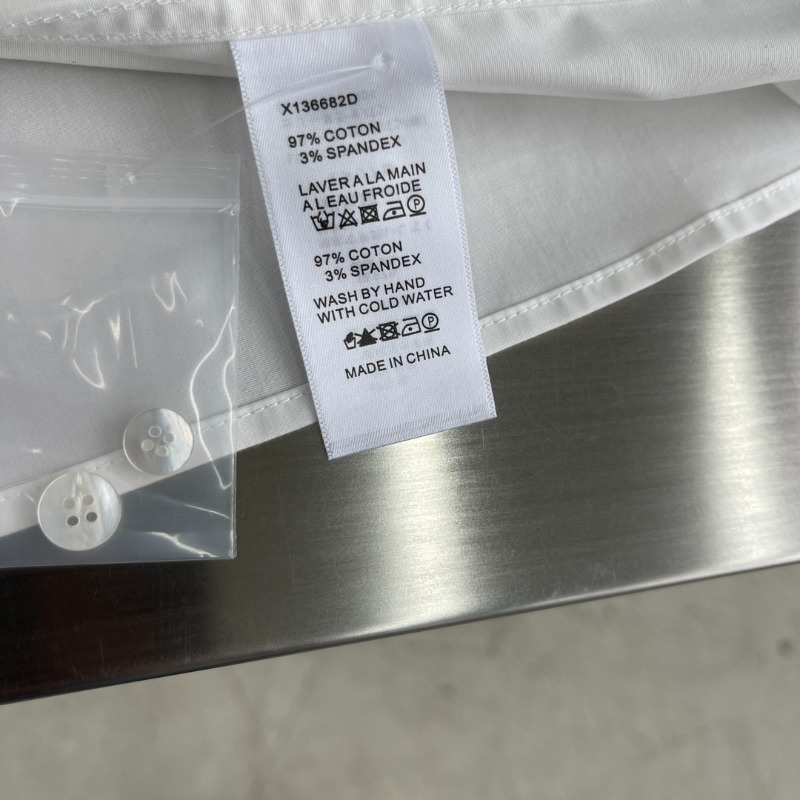 X136682D
97% COTON
3% SPANDEX
LAVER A LA MAIN
A L EAU FROIDE
97% COTON
3% SPANDEX
WASH BY HAND
WITH COLD WATER
MADE IN CHINA